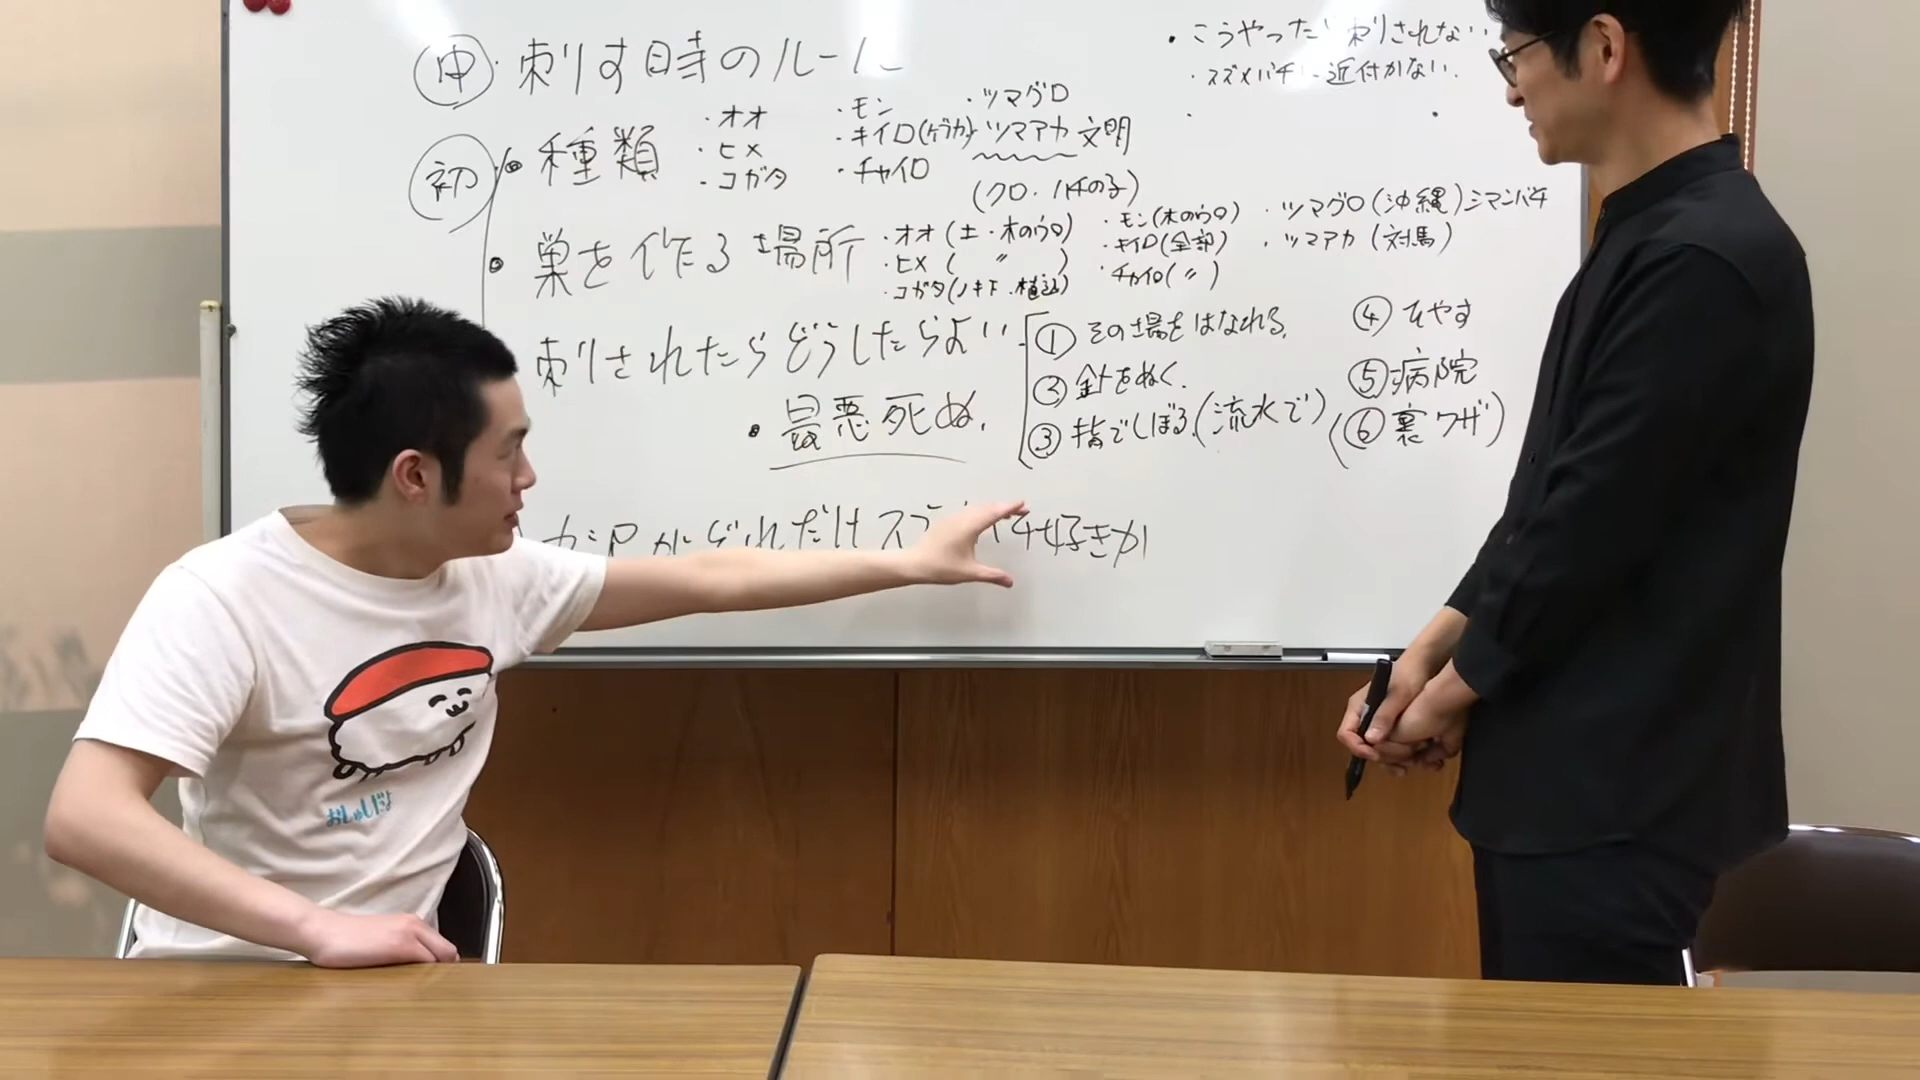 中 刺す時のルール
・こうやったら刺されない
・スズメバチに近付かない.
初
・種類
・オオ
・ヒメ
・コガタ
・モン
・キイロ(ケブカ)
・チャイロ
・ツマグロ
ツマアカ 文明
(クロ・ハチの子)
・巣を作る場所
・オオ(土・木のウロ)
・ヒメ( 〃 )
・コガタ(ノキ下.植込)
・モン(木のウロ)
・キイロ(全部)
・チャイロ(〃)
・ツマグロ(沖縄)シマンバチ
・ツマアカ(対馬)
刺されたらどうしたらよい
・最悪死ぬ.
①その場をはなれる.
②針をぬく.
③指でしぼる.(流水で)
④ひやす
⑤病院
(⑥裏ワザ)
がどれだけ
好きか
おしゅしだよ